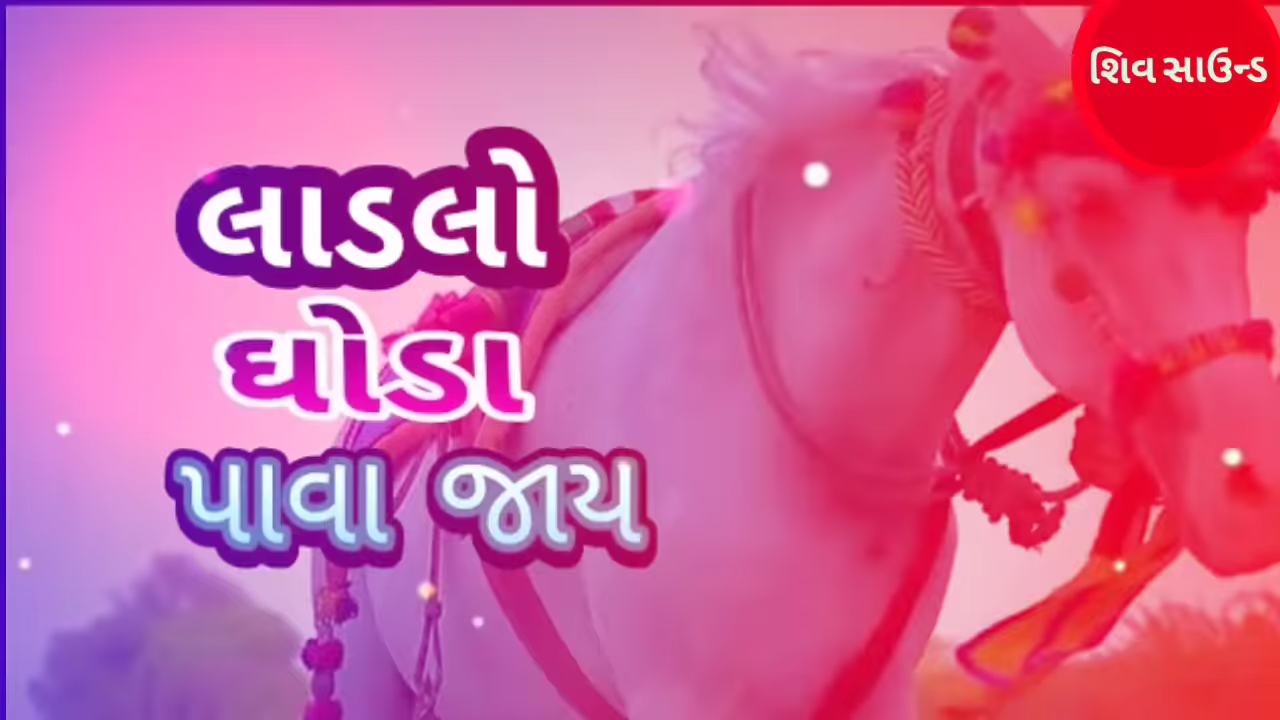 શિવ સાઉન્ડ
લાડલો
ઘોડા
પાવા જાય